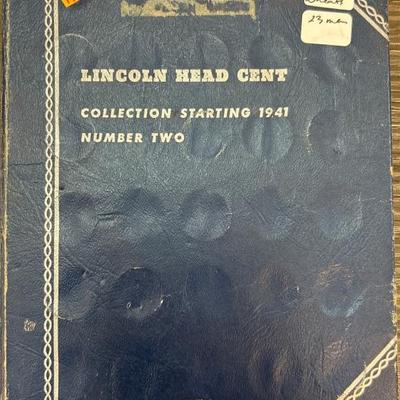 LINCOLN HEAD CENT
COLLECTION STARTING 1941
NUMBER TWO